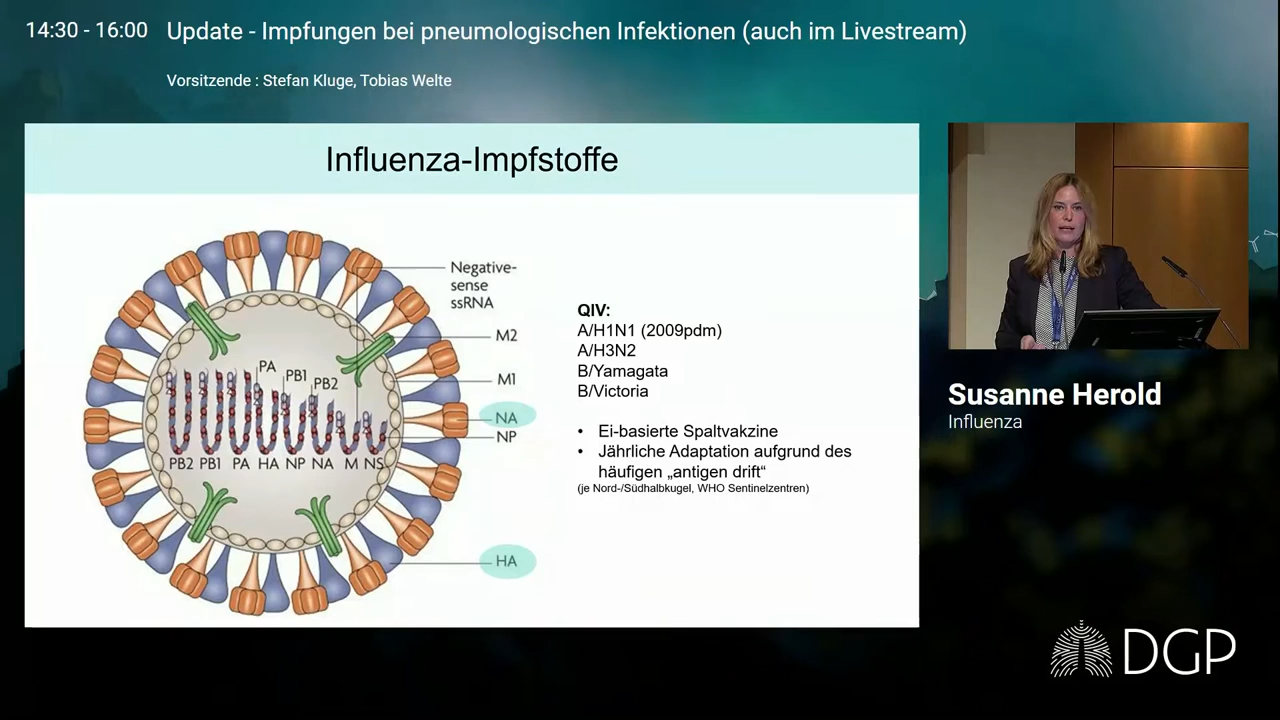 14:30 - 16:00 Update - Impfungen bei pneumologischen Infektionen (auch im Livestream)
Vorsitzende : Stefan Kluge, Tobias Welte
Influenza-Impfstoffe
Negative-
sense
ssRNA
M2
M1
NA
NP
HA
PA
PB1
PB2
PB2 PB1 PA HA NP NA M NS
QIV:
A/H1N1 (2009pdm)
A/H3N2
B/Yamagata
B/Victoria
• Ei-basierte Spaltvakzine
• Jährliche Adaptation aufgrund des
häufigen „antigen drift“
(je Nord-/Südhalbkugel, WHO Sentinelzentren)
Susanne Herold
Influenza
DGP